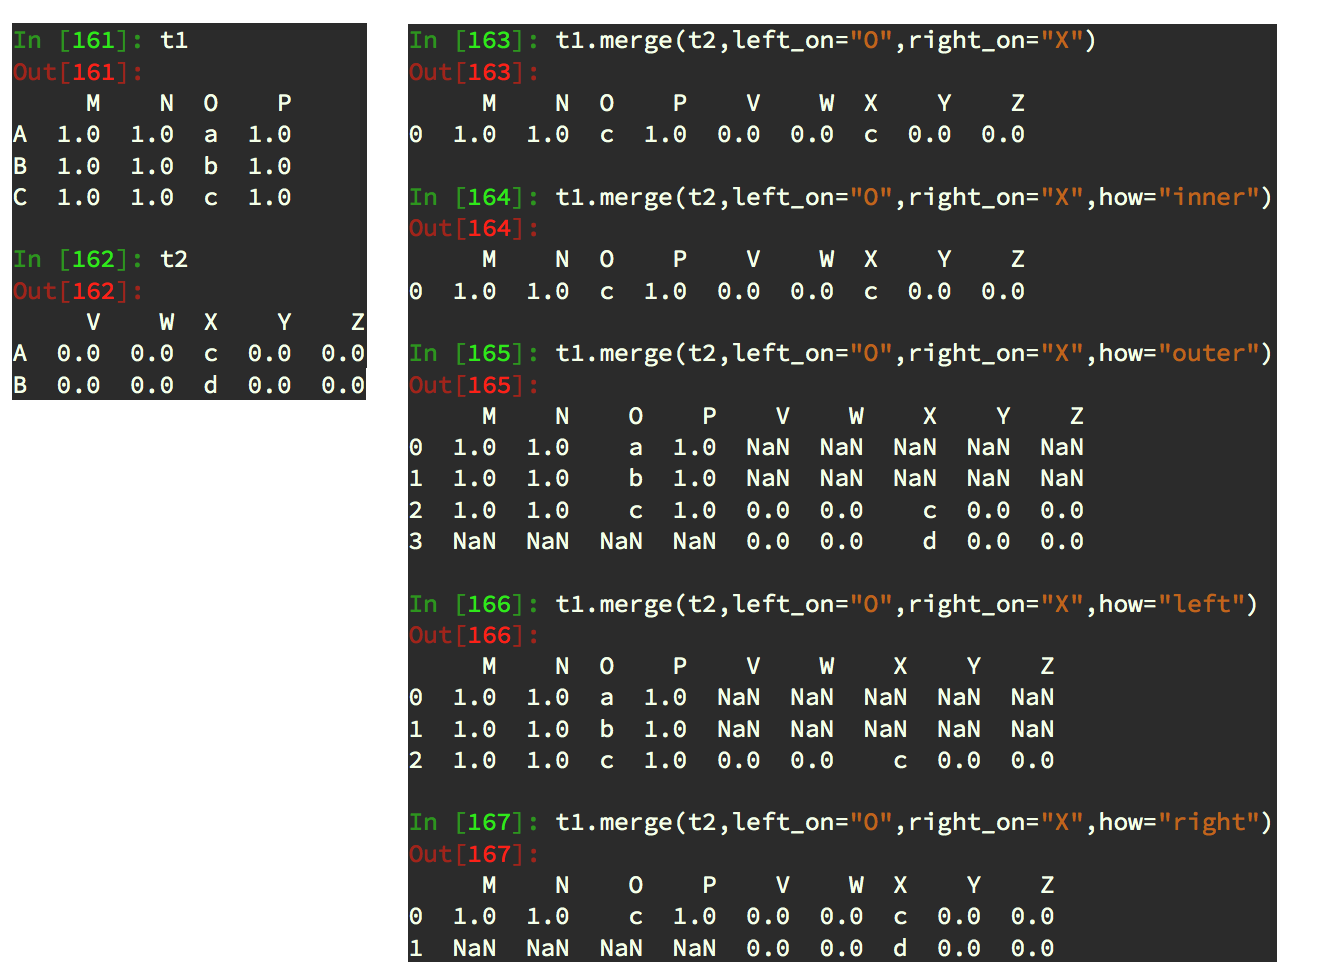 In [161]: t1
Out[161]:
     M    N  O    P
A  1.0  1.0  a  1.0
B  1.0  1.0  b  1.0
C  1.0  1.0  c  1.0
In [162]: t2
Out[162]:
     V    W  X    Y    Z
A  0.0  0.0  c  0.0  0.0
B  0.0  0.0  d  0.0  0.0
In [163]: t1.merge(t2,left_on="O",right_on="X")
Out[163]:
     M    N  O    P    V    W  X    Y    Z
0  1.0  1.0  c  1.0  0.0  0.0  c  0.0  0.0
In [164]: t1.merge(t2,left_on="O",right_on="X",how="inner")
Out[164]:
     M    N  O    P    V    W  X    Y    Z
0  1.0  1.0  c  1.0  0.0  0.0  c  0.0  0.0
In [165]: t1.merge(t2,left_on="O",right_on="X",how="outer")
Out[165]:
     M    N    O    P    V    W    X    Y    Z
0  1.0  1.0    a  1.0  NaN  NaN  NaN  NaN  NaN
1  1.0  1.0    b  1.0  NaN  NaN  NaN  NaN  NaN
2  1.0  1.0    c  1.0  0.0  0.0    c  0.0  0.0
3  NaN  NaN  NaN  NaN  0.0  0.0    d  0.0  0.0
In [166]: t1.merge(t2,left_on="O",right_on="X",how="left")
Out[166]:
     M    N  O    P    V    W    X    Y    Z
0  1.0  1.0  a  1.0  NaN  NaN  NaN  NaN  NaN
1  1.0  1.0  b  1.0  NaN  NaN  NaN  NaN  NaN
2  1.0  1.0  c  1.0  0.0  0.0    c  0.0  0.0
In [167]: t1.merge(t2,left_on="O",right_on="X",how="right")
Out[167]:
     M    N    O    P    V    W  X    Y    Z
0  1.0  1.0    c  1.0  0.0  0.0  c  0.0  0.0
1  NaN  NaN  NaN  NaN  0.0  0.0  d  0.0  0.0